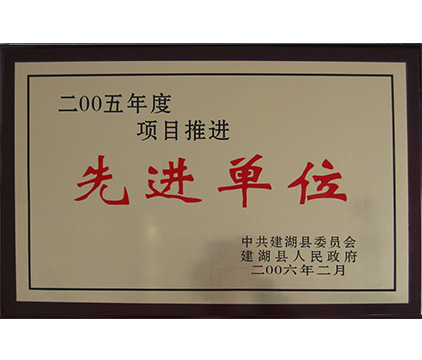 二00五年度
项目推进
先进单位
中共建湖县委员会
建湖县人民政府
二00六年二月